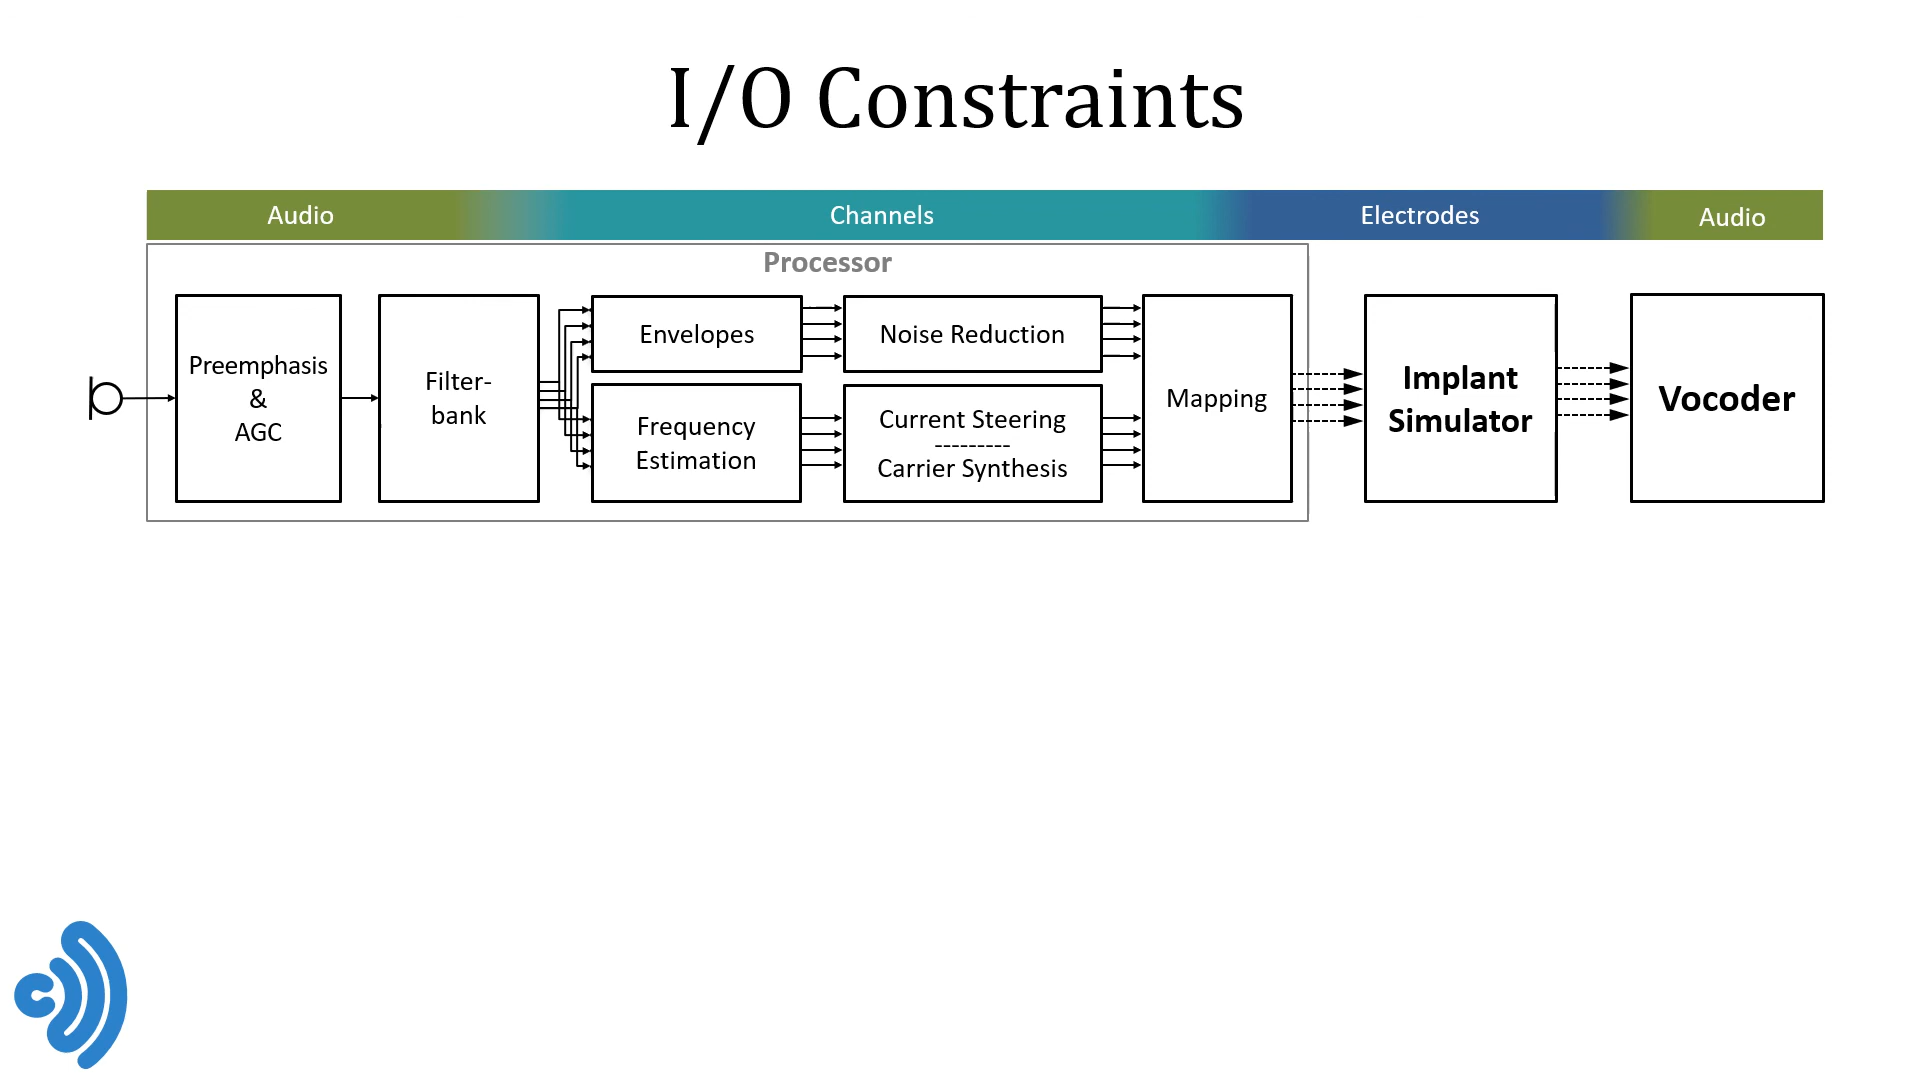 I/O Constraints
Audio
Channels
Electrodes
Audio
Processor
Preemphasis
&
AGC
Filter-
bank
Envelopes
Noise Reduction
Frequency
Estimation
Current Steering
---------
Carrier Synthesis
Mapping
Implant
Simulator
Vocoder